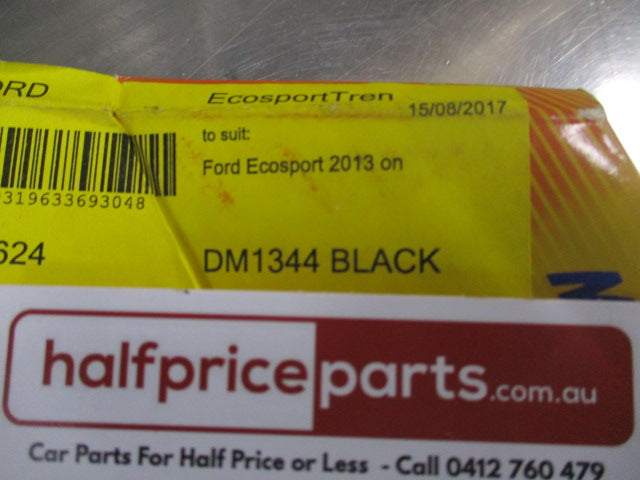 EcosportTren
15/08/2017
to suit:
Ford Ecosport 2013 on
319633693048
624
DM1344 BLACK
halfpriceparts.com.au
Car Parts For Half Price or Less - Call 0412 760 479